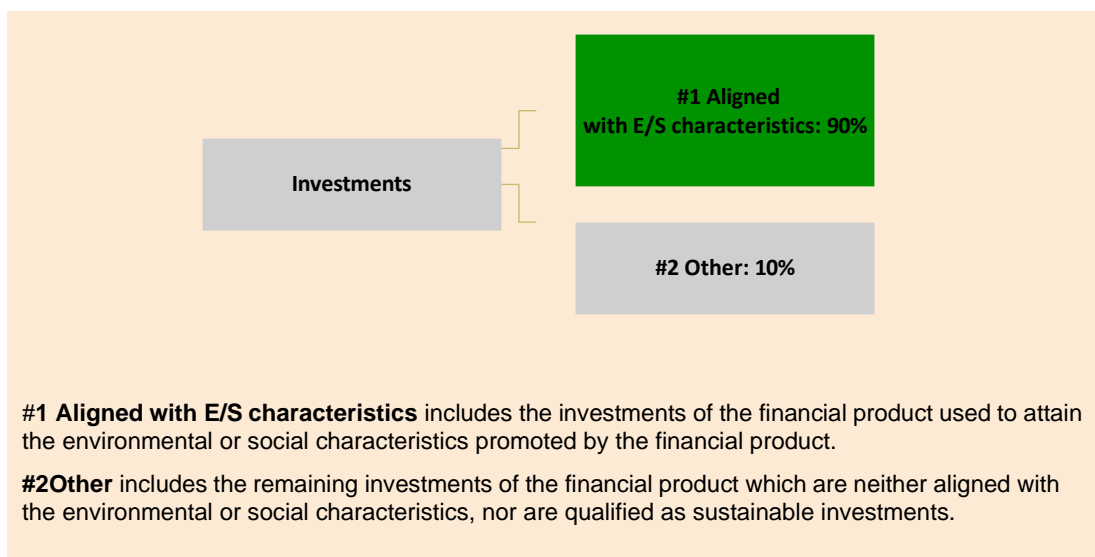 #1 Aligned
with E/S characteristics: 90%
Investments
#2 Other: 10%
#1 Aligned with E/S characteristics includes the investments of the financial product used to attain
the environmental or social characteristics promoted by the financial product.
#2Other includes the remaining investments of the financial product which are neither aligned with
the environmental or social characteristics, nor are qualified as sustainable investments.